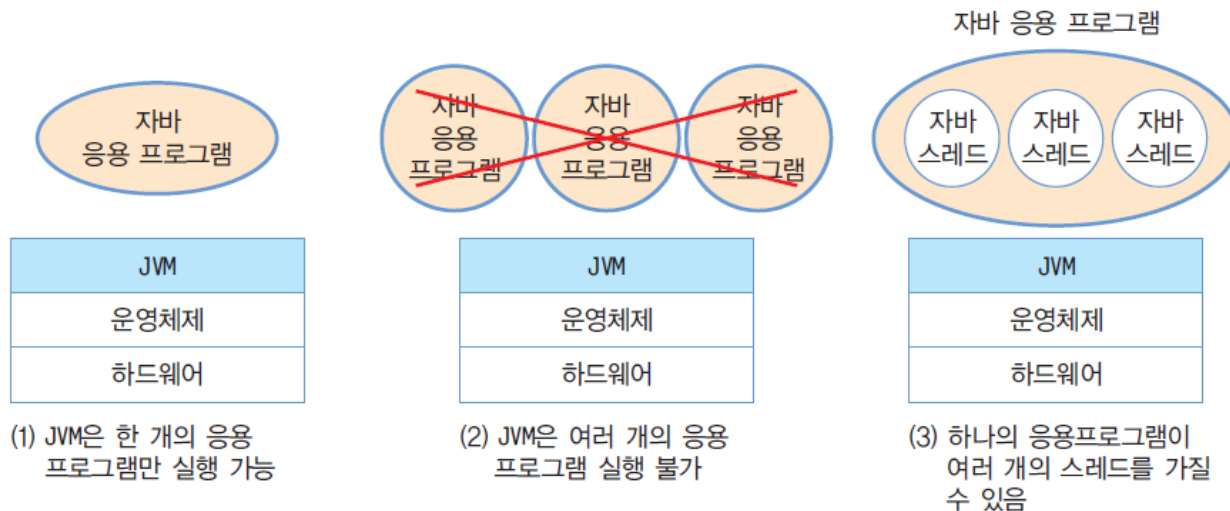 자바
응용 프로그램
JVM
운영체제
하드웨어
(1) JVM은 한 개의 응용
프로그램만 실행 가능
자바
응용
프로그램
자바
응용
프로그램
자바
응용
프로그램
JVM
운영체제
하드웨어
(2) JVM은 여러 개의 응용
프로그램 실행 불가
자바 응용 프로그램
자바
스레드
자바
스레드
자바
스레드
JVM
운영체제
하드웨어
(3) 하나의 응용프로그램이
여러 개의 스레드를 가질
수 있음